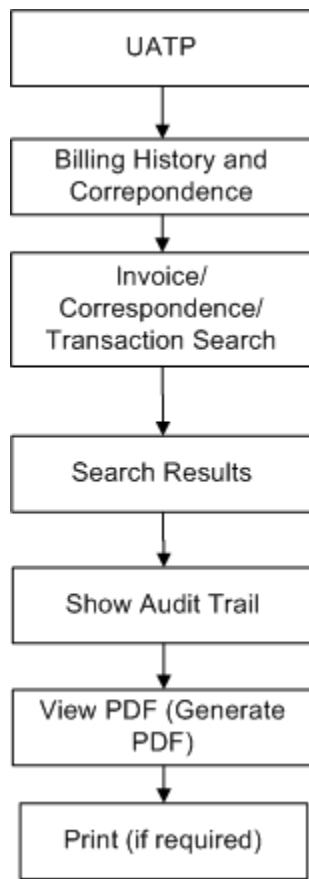 UATP
Billing History and
Correpondence
Invoice/
Correspondence/
Transaction Search
Search Results
Show Audit Trail
View PDF (Generate
PDF)
Print (if required)